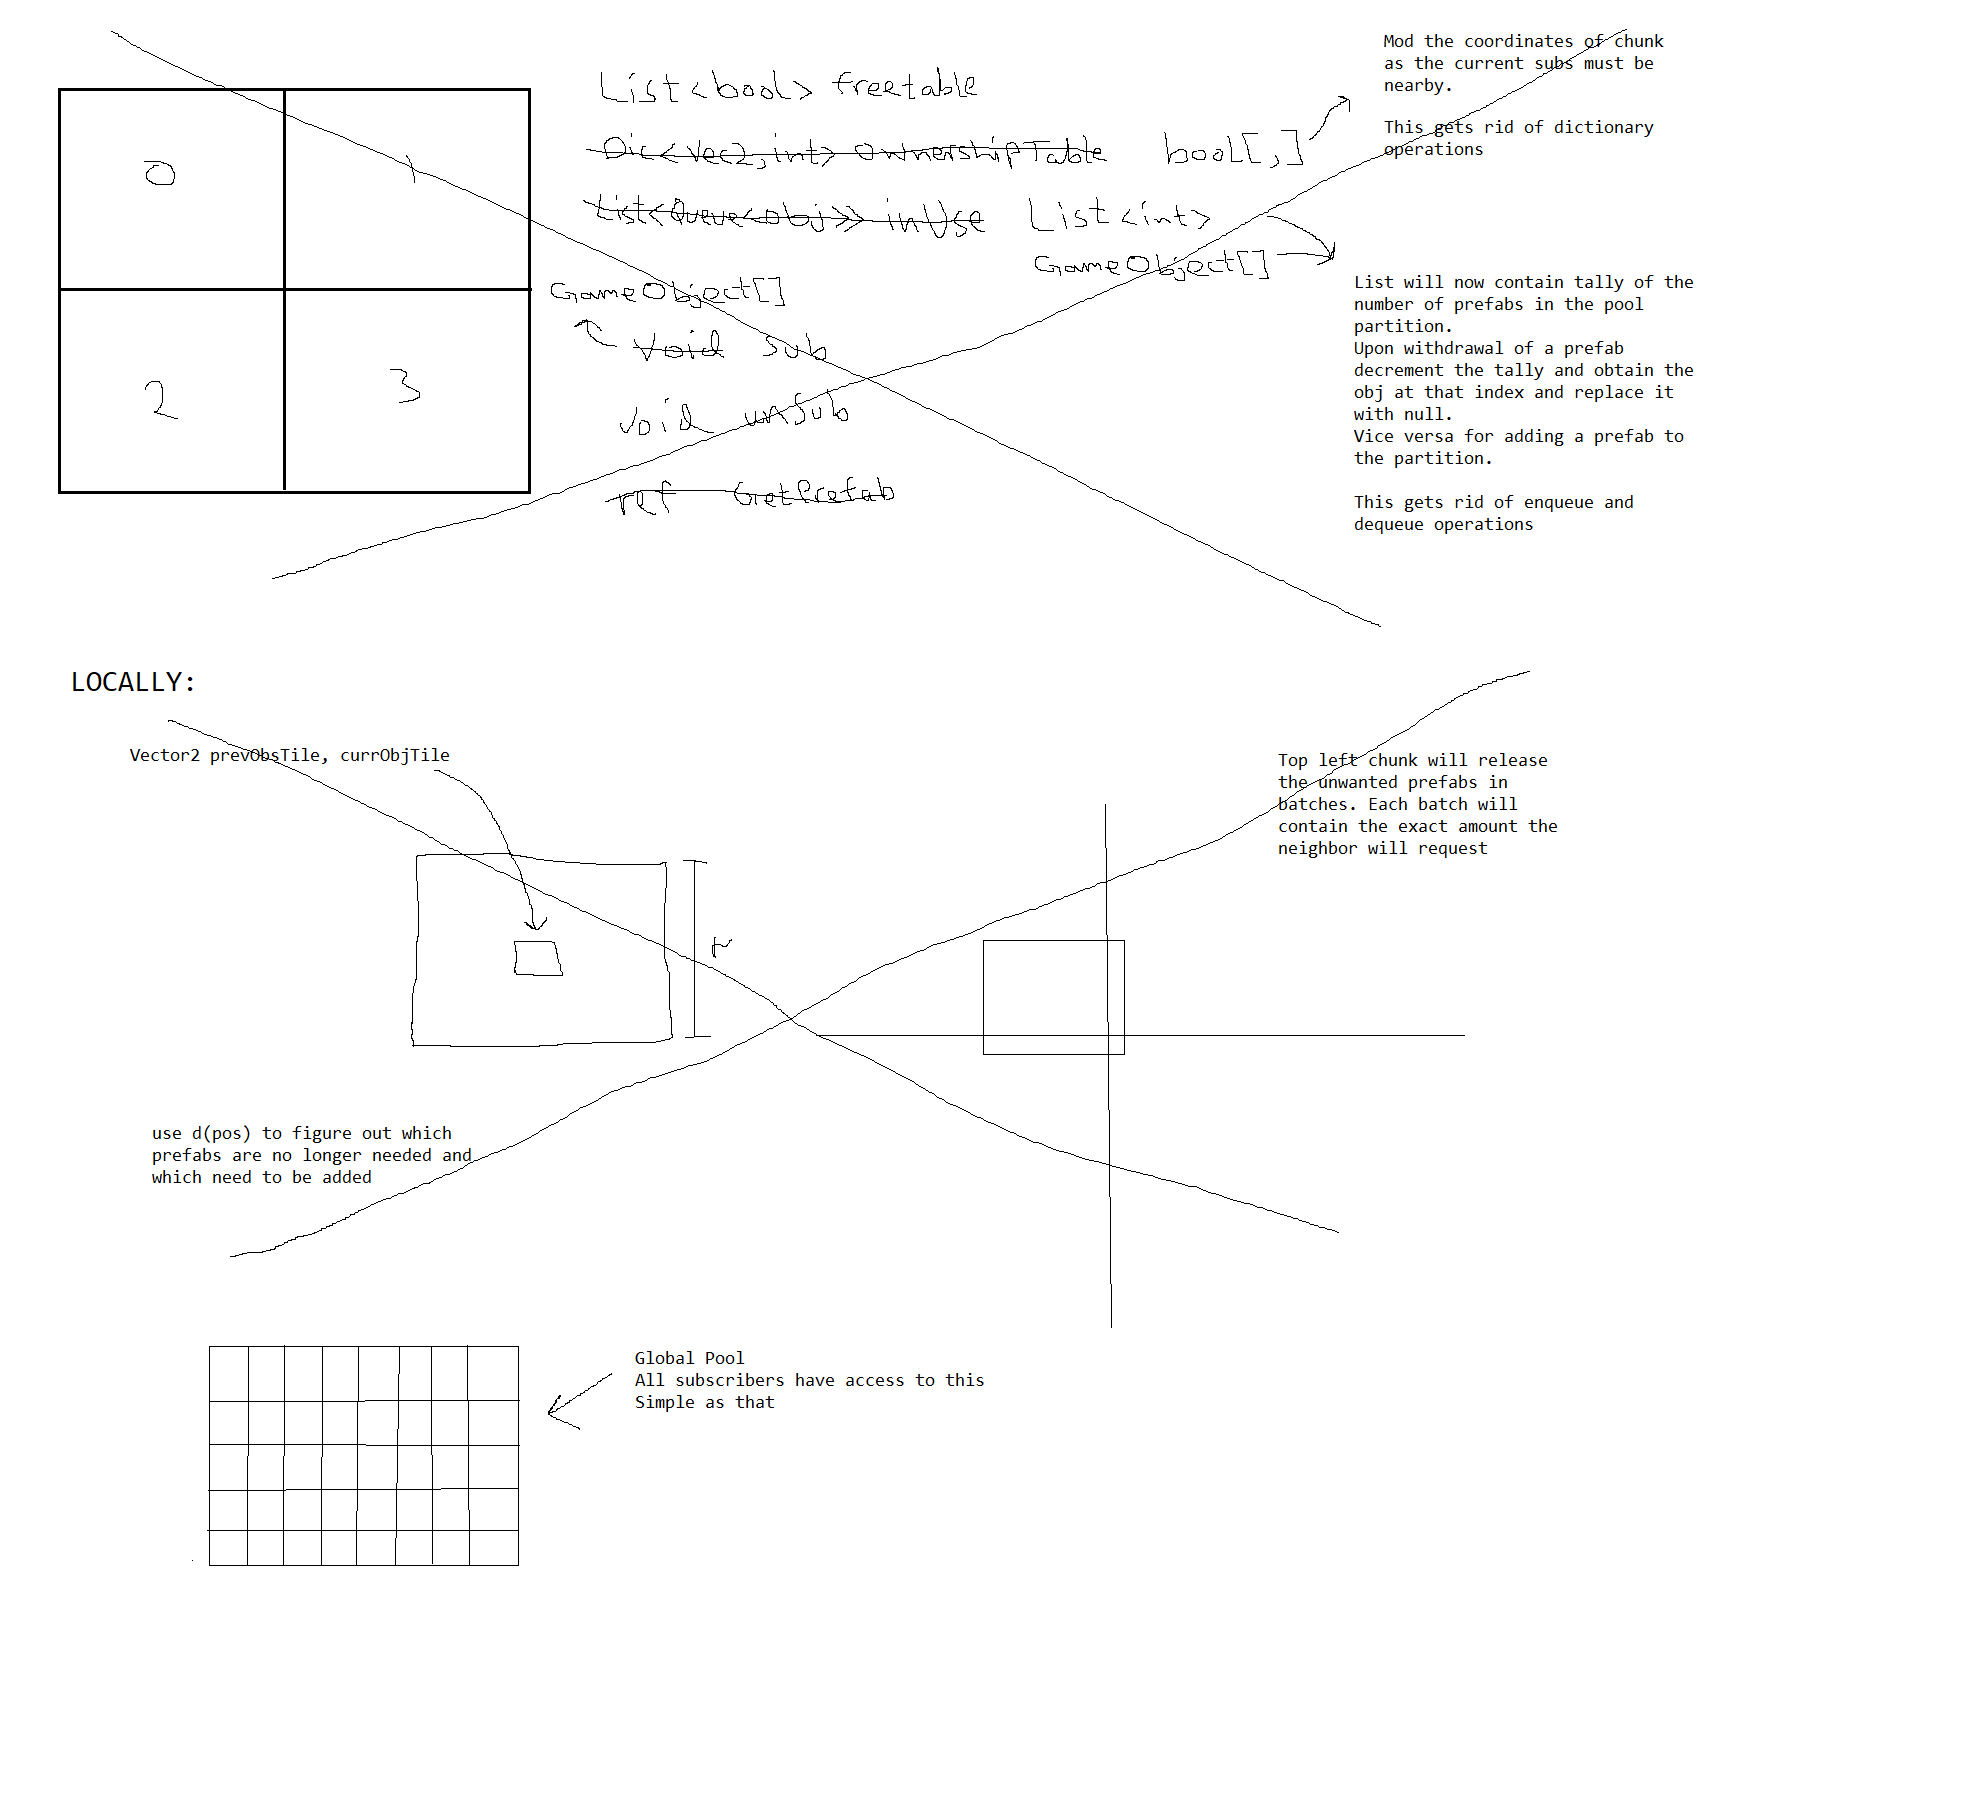 List<bool> freetable
Dic<Vec2,int> OwnershipTable bool[,]
List<Queue<obj>> inUse List<int>
GameObject[]
GameObject[]
void sub
void unsub
ref GetPrefab
0
1
2
3
Mod the coordinates of chunk
as the current subs must be
nearby.
This gets rid of dictionary
operations
List will now contain tally of the
number of prefabs in the pool
partition.
Upon withdrawal of a prefab
decrement the tally and obtain the
obj at that index and replace it
with null.
Vice versa for adding a prefab to
the partition.
This gets rid of enqueue and
dequeue operations
LOCALLY:
Vector2 prevObsTile, currObjTile
Top left chunk will release
the unwanted prefabs in
batches. Each batch will
contain the exact amount the
neighbor will request
r
use d(pos) to figure out which
prefabs are no longer needed and
which need to be added
Global Pool
All subscribers have access to this
Simple as that